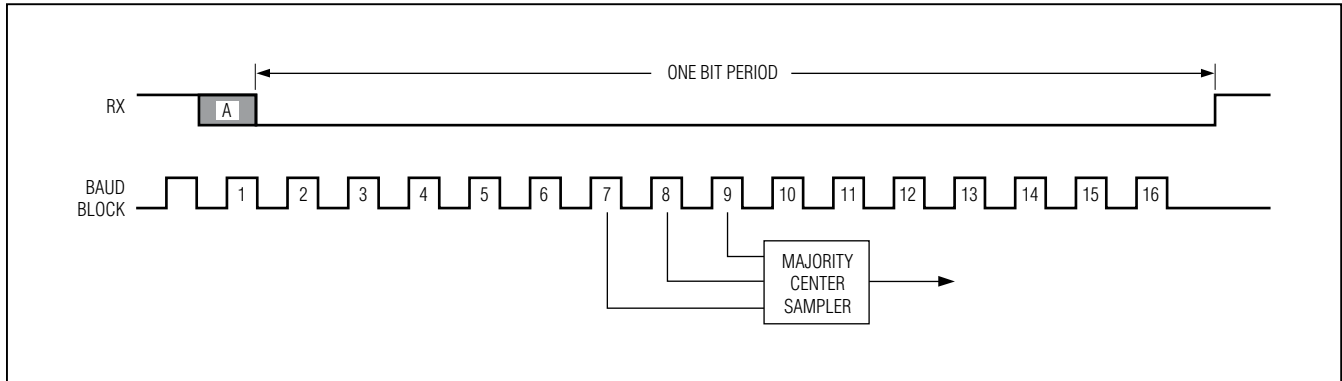 ONE BIT PERIOD
RX
A
BAUD
BLOCK
1 2 3 4 5 6 7 8 9 10 11 12 13 14 15 16
MAJORITY
CENTER
SAMPLER